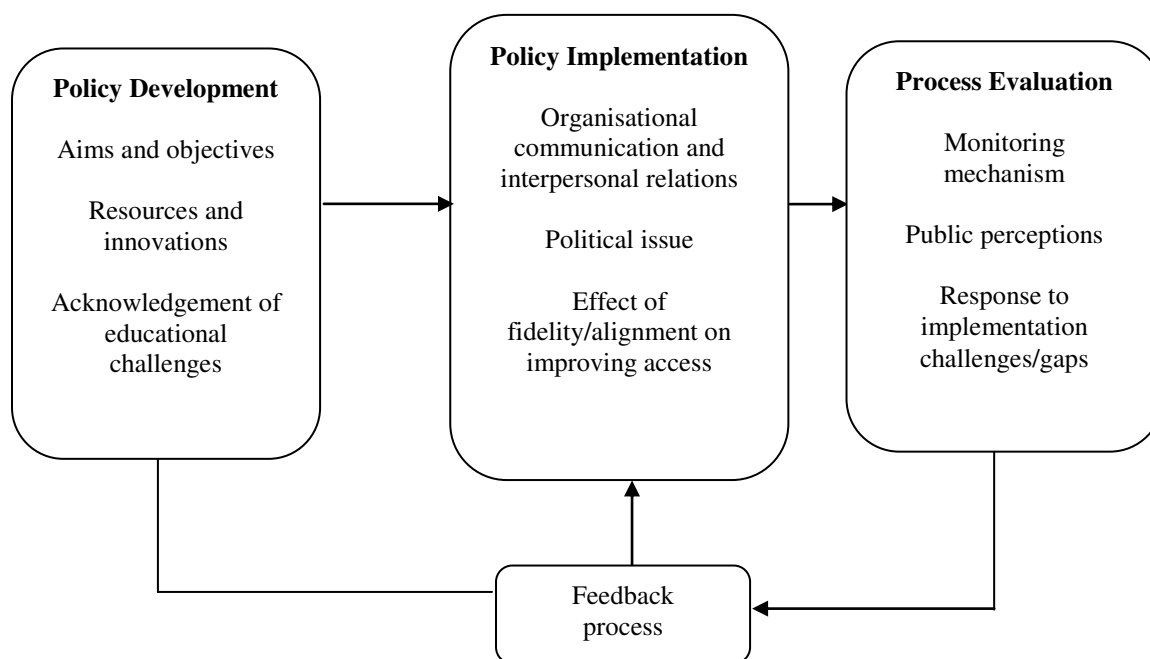 Policy Development
Aims and objectives
Resources and
innovations
Acknowledgement of
educational
challenges
Policy Implementation
Organisational
communication and
interpersonal relations
Political issue
Effect of
fidelity/alignment on
improving access
Process Evaluation
Monitoring
mechanism
Public perceptions
Response to
implementation
challenges/gaps
Feedback
process